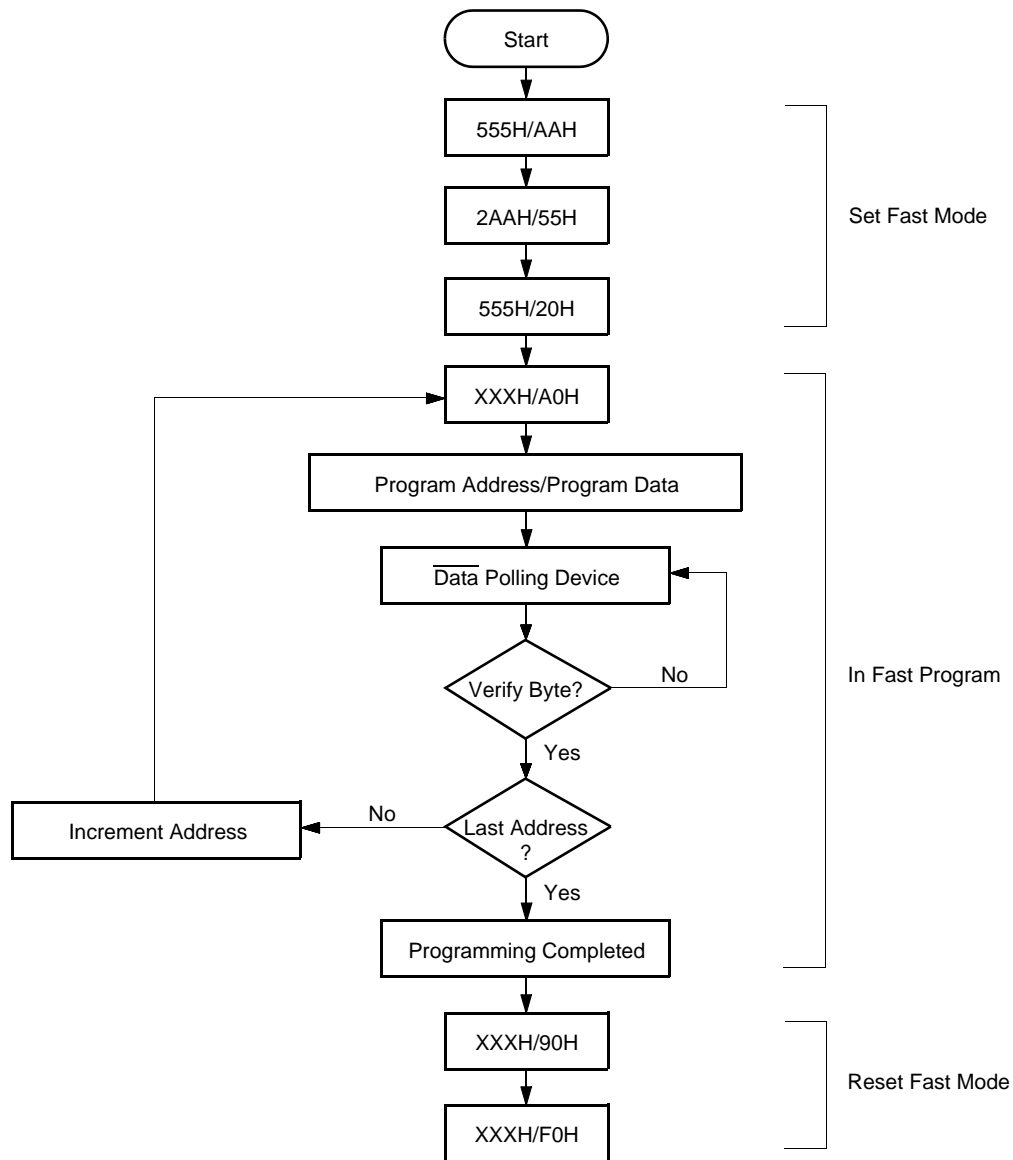 Start
555H/AAH
2AAH/55H
Set Fast Mode
555H/20H
XXXH/A0H
Program Address/Program Data
Data Polling Device
Verify Byte?
No
In Fast Program
Yes
Increment Address
No
Last Address
?
Yes
Programming Completed
XXXH/90H
Reset Fast Mode
XXXH/F0H